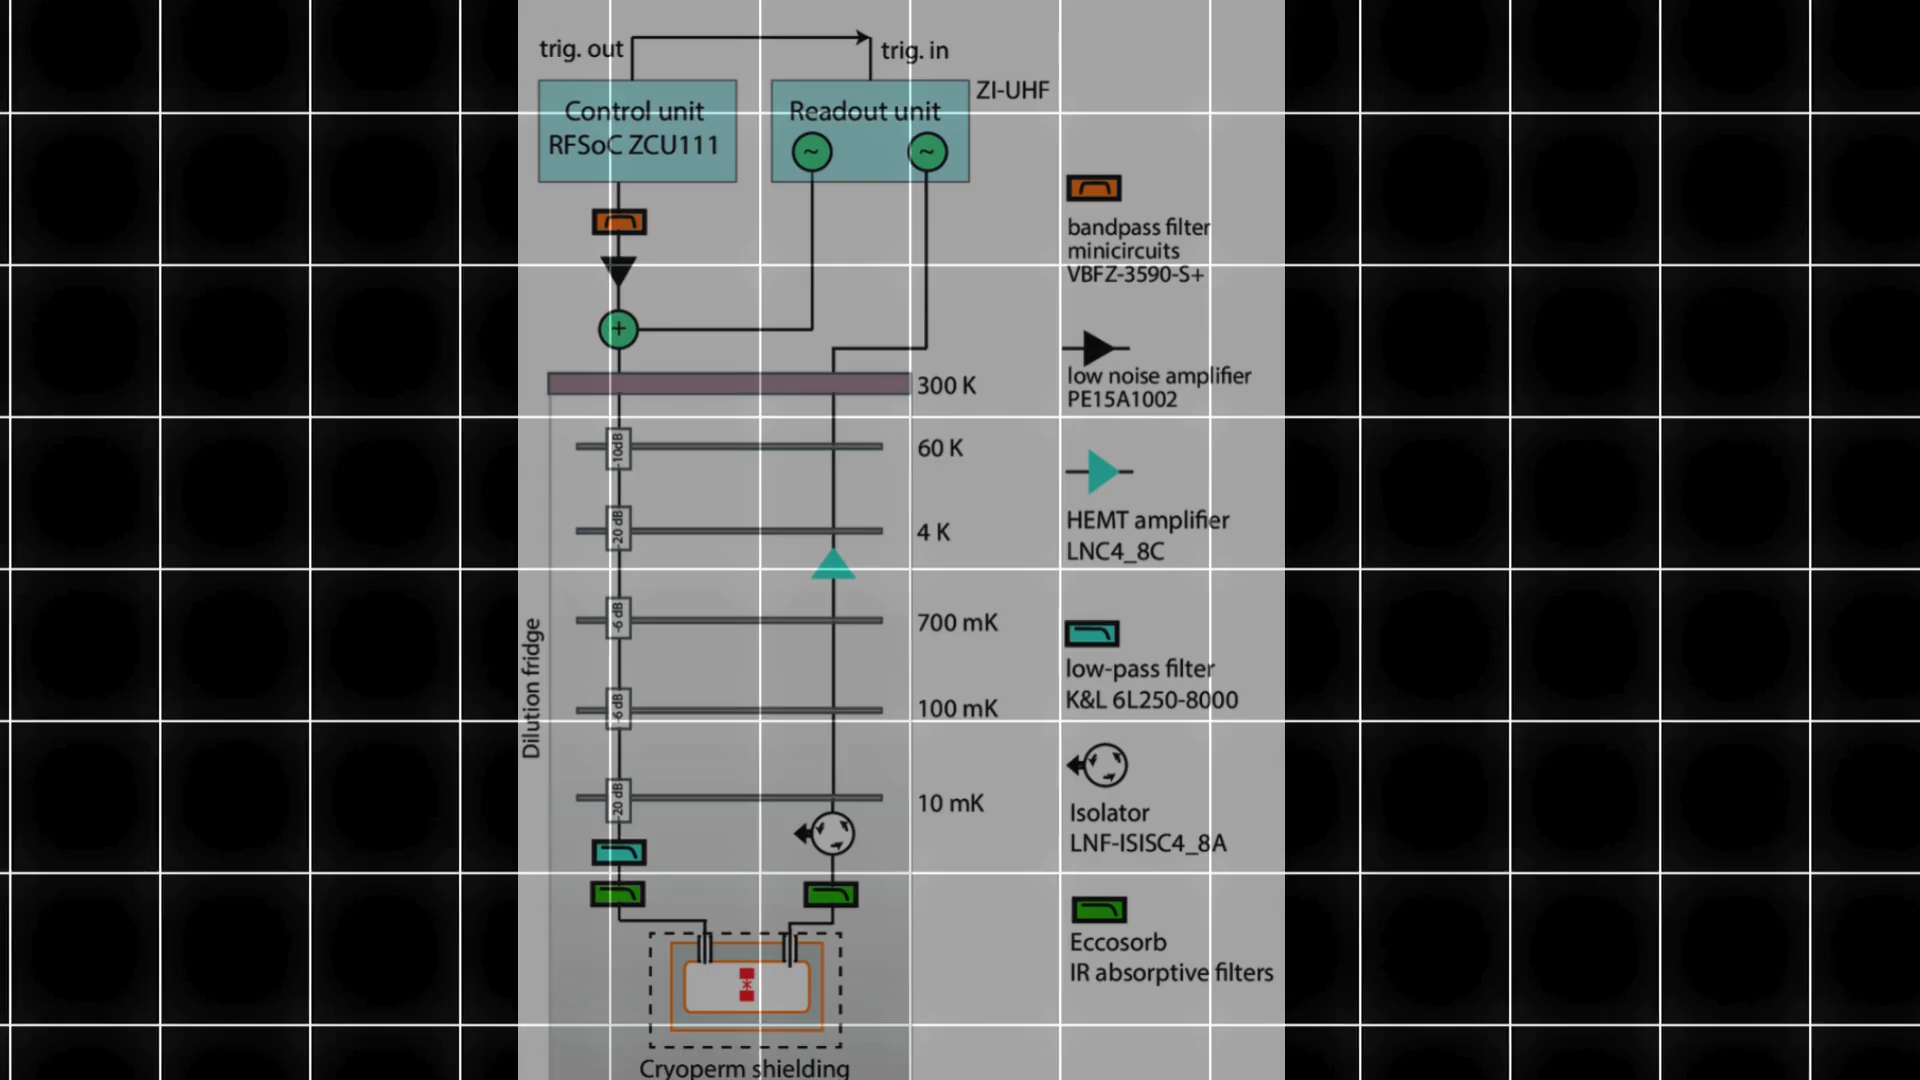 trig. out
trig. in
ZI-UHF
Control unit
RFSoC ZCU111
Readout unit
~
~
bandpass filter
minicircuits
VBFZ-3590-S+
+
low noise amplifier
PE15A1002
300 K
-10dB
60 K
-20 dB
4 K
HEMT amplifier
LNC4_8C
-6 dB
700 mK
low-pass filter
K&L 6L250-8000
Dilution fridge
-6 dB
100 mK
-20 dB
10 mK
Isolator
LNF-ISISC4_8A
Eccosorb
IR absorptive filters
Cryoperm shielding